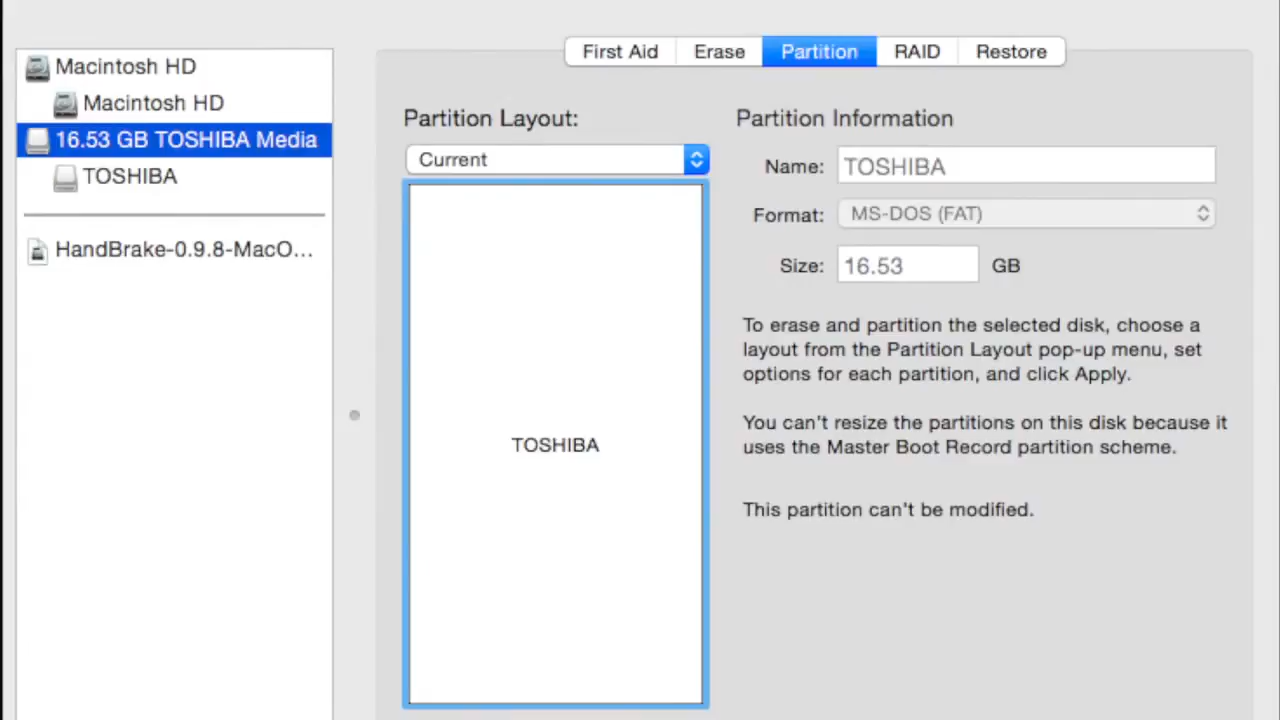 First Aid
Erase
Partition
RAID
Restore
Macintosh HD
Macintosh HD
16.53 GB TOSHIBA Media
TOSHIBA
HandBrake-0.9.8-MacO...
Partition Layout:
Current
TOSHIBA
Partition Information
Name: TOSHIBA
Format: MS-DOS (FAT)
Size: 16.53 GB
To erase and partition the selected disk, choose a
layout from the Partition Layout pop-up menu, set
options for each partition, and click Apply.
You can't resize the partitions on this disk because it
uses the Master Boot Record partition scheme.
This partition can't be modified.